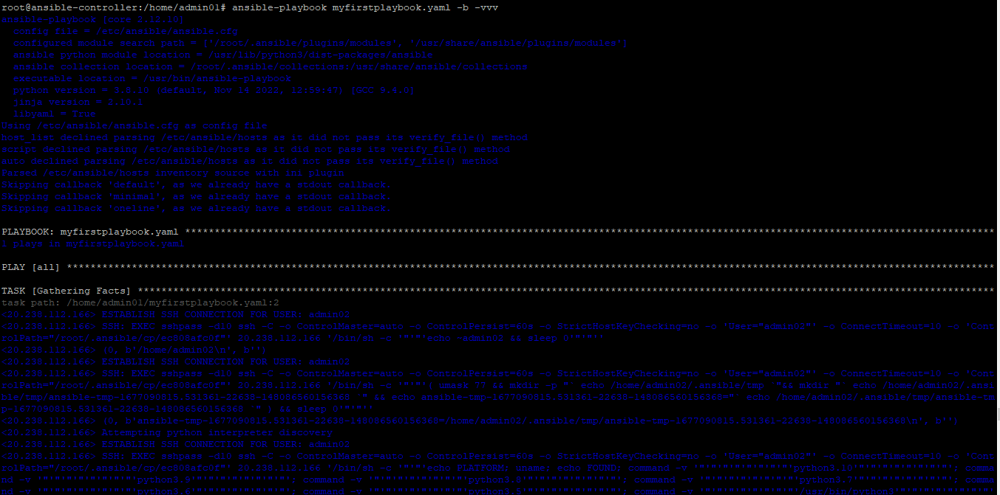 root@ansible-controller:/home/admin01# ansible-playbook myfirstplaybook.yaml -b -vvv
ansible-playbook [core 2.12.10]
  config file = /etc/ansible/ansible.cfg
  configured module search path = ['/root/.ansible/plugins/modules', '/usr/share/ansible/plugins/modules']
  ansible python module location = /usr/lib/python3/dist-packages/ansible
  ansible collection location = /root/.ansible/collections:/usr/share/ansible/collections
  executable location = /usr/bin/ansible-playbook
  python version = 3.8.10 (default, Nov 14 2022, 12:59:47) [GCC 9.4.0]
  jinja version = 2.10.1
  libyaml = True
Using /etc/ansible/ansible.cfg as config file
host_list declined parsing /etc/ansible/hosts as it did not pass its verify_file() method
script declined parsing /etc/ansible/hosts as it did not pass its verify_file() method
auto declined parsing /etc/ansible/hosts as it did not pass its verify_file() method
Parsed /etc/ansible/hosts inventory source with ini plugin
Skipping callback 'default', as we already have a stdout callback.
Skipping callback 'minimal', as we already have a stdout callback.
Skipping callback 'oneline', as we already have a stdout callback.
PLAYBOOK: myfirstplaybook.yaml ****************************************************************************************************************************************
1 plays in myfirstplaybook.yaml
PLAY [all] ************************************************************************************************************************************************************
TASK [Gathering Facts] ************************************************************************************************************************************************
task path: /home/admin01/myfirstplaybook.yaml:2
<20.238.112.166> ESTABLISH SSH CONNECTION FOR USER: admin02
<20.238.112.166> SSH: EXEC sshpass -d10 ssh -C -o ControlMaster=auto -o ControlPersist=60s -o StrictHostKeyChecking=no -o 'User="admin02"' -o ConnectTimeout=10 -o 'Cont
rolPath="/root/.ansible/cp/ec808afc0f"' 20.238.112.166 '/bin/sh -c '"'"'echo ~admin02 && sleep 0'"'"''
<20.238.112.166> (0, b'/home/admin02\n', b'')
<20.238.112.166> ESTABLISH SSH CONNECTION FOR USER: admin02
<20.238.112.166> SSH: EXEC sshpass -d10 ssh -C -o ControlMaster=auto -o ControlPersist=60s -o StrictHostKeyChecking=no -o 'User="admin02"' -o ConnectTimeout=10 -o 'Cont
rolPath="/root/.ansible/cp/ec808afc0f"' 20.238.112.166 '/bin/sh -c '"'"'( umask 77 && mkdir -p "` echo /home/admin02/.ansible/tmp `"&& mkdir "` echo /home/admin02/.ansi
ble/tmp/ansible-tmp-1677090815.531361-22638-148086560156368 `" && echo ansible-tmp-1677090815.531361-22638-148086560156368="` echo /home/admin02/.ansible/tmp/ansible-tm
p-1677090815.531361-22638-148086560156368 `" ) && sleep 0'"'"''
<20.238.112.166> (0, b'ansible-tmp-1677090815.531361-22638-148086560156368=/home/admin02/.ansible/tmp/ansible-tmp-1677090815.531361-22638-148086560156368\n', b'')
<20.238.112.166> Attempting python interpreter discovery
<20.238.112.166> ESTABLISH SSH CONNECTION FOR USER: admin02
<20.238.112.166> SSH: EXEC sshpass -d10 ssh -C -o ControlMaster=auto -o ControlPersist=60s -o StrictHostKeyChecking=no -o 'User="admin02"' -o ConnectTimeout=10 -o 'Cont
rolPath="/root/.ansible/cp/ec808afc0f"' 20.238.112.166 '/bin/sh -c '"'"'echo PLATFORM; uname; echo FOUND; command -v '"'"'"'"'"'"'"'"'python3.10'"'"'"'"'"'"'"'"'; comma
nd -v '"'"'"'"'"'"'"'"'python3.9'"'"'"'"'"'"'"'"'; command -v '"'"'"'"'"'"'"'"'python3.8'"'"'"'"'"'"'"'"'; command -v '"'"'"'"'"'"'"'"'python3.7'"'"'"'"'"'"'"'"'; comma
nd -v '"'"'"'"'"'"'"'"'python3.6'"'"'"'"'"'"'"'"'; command -v '"'"'"'"'"'"'"'"'python3.5'"'"'"'"'"'"'"'"'; command -v '"'"'"'"'"'"'"'"'/usr/bin/python3'"'"'"'"'"'"'"'"'